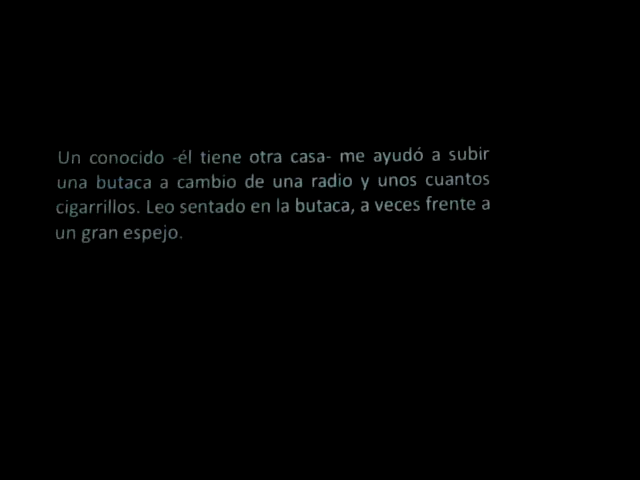 Un conocido -él tiene otra casa- me ayudó a subir
una butaca a cambio de una radio y unos cuantos
cigarrillos. Leo sentado en la butaca, a veces frente a
un gran espejo.